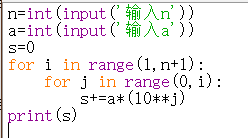 n=int(input('输入n'))
a=int(input('输入a'))
s=0
for i in range(1,n+1):
    for j in range(0,i):
        s+=a*(10**j)
print(s)